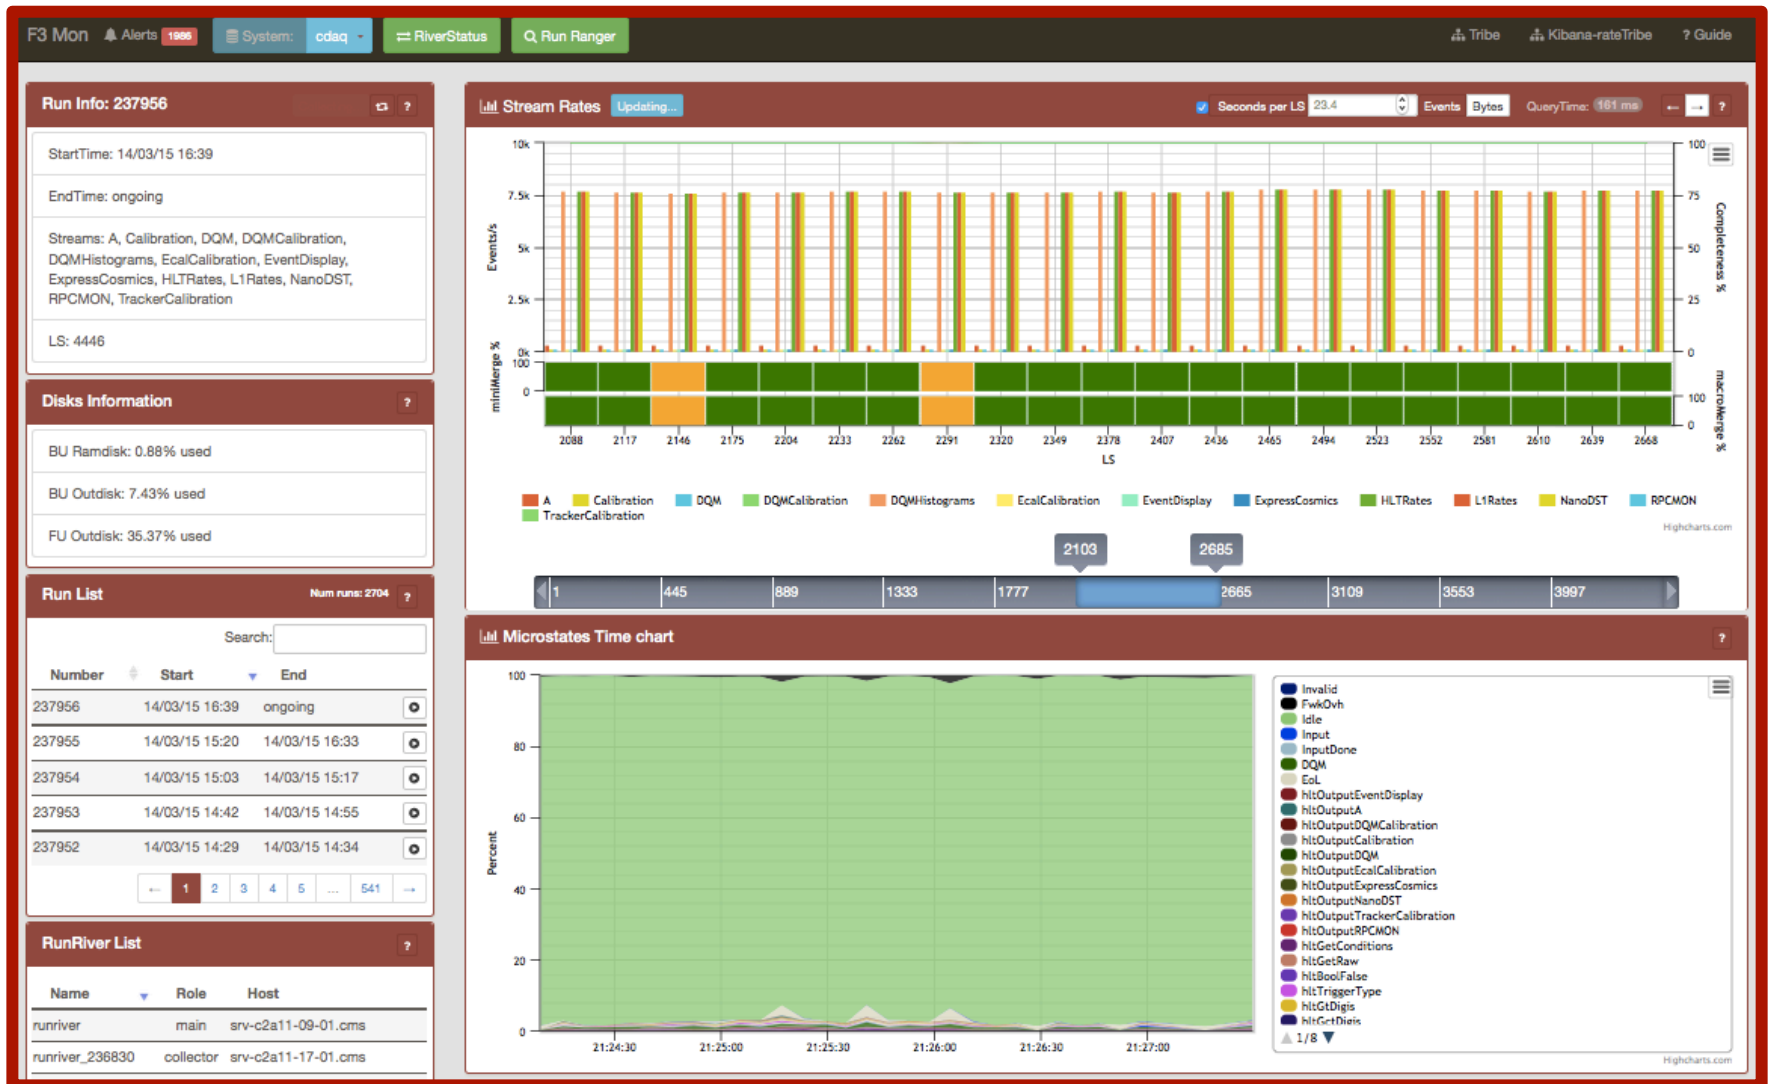 F3 Mon Alerts 1986 System: cdaq RiverStatus Run Ranger Tribe Kibana-rateTribe ? Guide
Run Info: 237956 ?
StartTime: 14/03/15 16:39
EndTime: ongoing
Streams: A, Calibration, DQM, DQMCalibration,
DQMHistograms, EcalCalibration, EventDisplay,
ExpressCosmics, HLTRates, L1Rates, NanoDST,
RPCMON, TrackerCalibration
LS: 4446
Disks Information ?
BU Ramdisk: 0.88% used
BU Outdisk: 7.43% used
FU Outdisk: 35.37% used
Run List Num runs: 2704 ?
Search:
Number Start End
237956 14/03/15 16:39 ongoing
237955 14/03/15 15:20 14/03/15 16:33
237954 14/03/15 15:03 14/03/15 15:17
237953 14/03/15 14:42 14/03/15 14:55
237952 14/03/15 14:29 14/03/15 14:34
← 1 2 3 4 5 ... 541 →
RunRiver List ?
Name Role Host
runriver main srv-c2a11-09-01.cms
runriver_236830 collector srv-c2a11-17-01.cms
Stream Rates Updating... Seconds per LS 23.4 Events Bytes QueryTime: 161 ms ← → ?
10k
7.5k
5k
2.5k
0k
Events/s
100
75
50
25
0
Completeness %
100
0
miniMerge %
100
0
macroMerge %
2088 2117 2146 2175 2204 2233 2262 2291 2320 2349 2378 2407 2436 2465 2494 2523 2552 2581 2610 2639 2668
LS
A Calibration DQM DQMCalibration DQMHistograms EcalCalibration EventDisplay ExpressCosmics HLTRates L1Rates NanoDST RPCMON
TrackerCalibration
Highcharts.com
2103 2685
1 445 889 1333 1777 2665 3109 3553 3997
Microstates Time chart ?
100
80
60
40
20
0
Percent
21:24:30 21:25:00 21:25:30 21:26:00 21:26:30 21:27:00
Invalid
FwkOvh
Idle
Input
InputDone
DQM
EoL
hltOutputEventDisplay
hltOutputA
hltOutputDQMCalibration
hltOutputCalibration
hltOutputDQM
hltOutputEcalCalibration
hltOutputExpressCosmics
hltOutputNanoDST
hltOutputTrackerCalibration
hltOutputRPCMON
hltGetConditions
hltGetRaw
hltBoolFalse
hltTriggerType
hltGtDigis
hltGctDigis
1/8
Highcharts.com